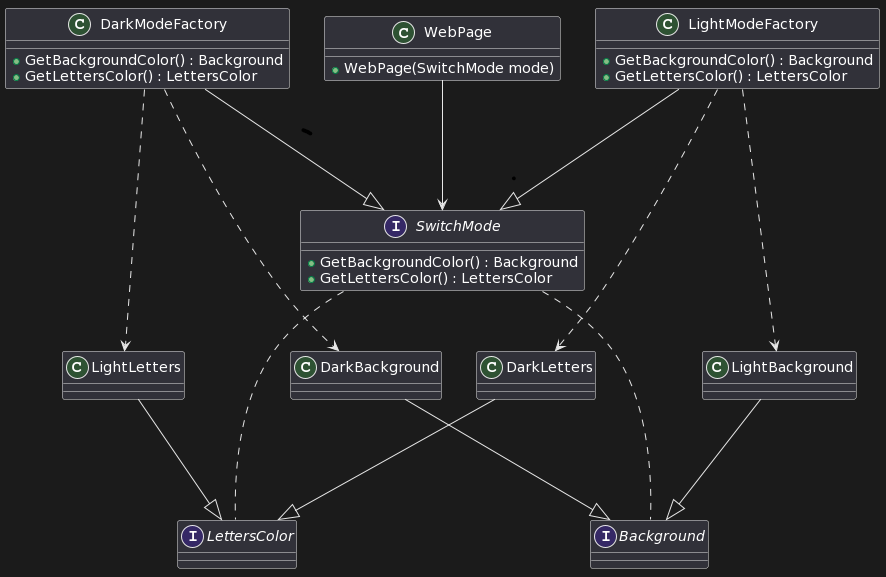 C DarkModeFactory
GetBackgroundColor() : Background
GetLettersColor() : LettersColor
C WebPage
WebPage(SwitchMode mode)
C LightModeFactory
GetBackgroundColor() : Background
GetLettersColor() : LettersColor
I SwitchMode
GetBackgroundColor() : Background
GetLettersColor() : LettersColor
C LightLetters
C DarkBackground
C DarkLetters
C LightBackground
I LettersColor
I Background